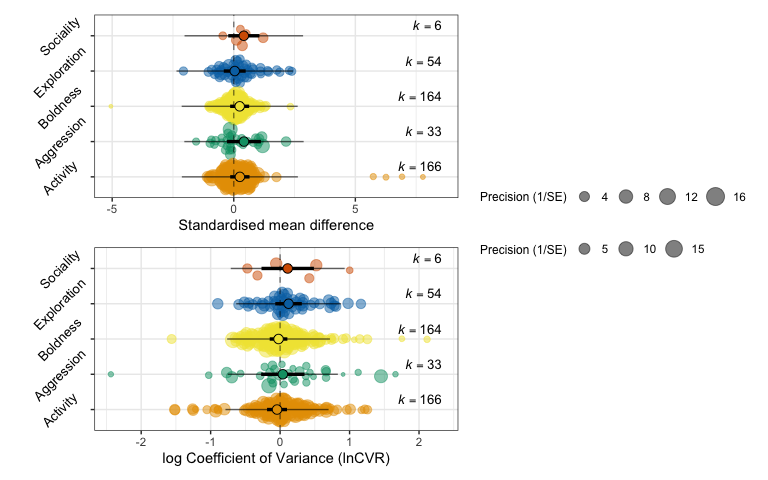 Sociality
k = 6
Exploration
k = 54
Boldness
k = 164
Aggression
k = 33
Activity
k = 166
-5 0 5
Standardised mean difference
Precision (1/SE) 4 8 12 16
Precision (1/SE) 5 10 15
Sociality
k = 6
Exploration
k = 54
Boldness
k = 164
Aggression
k = 33
Activity
k = 166
-2 -1 0 1 2
log Coefficient of Variance (lnCVR)